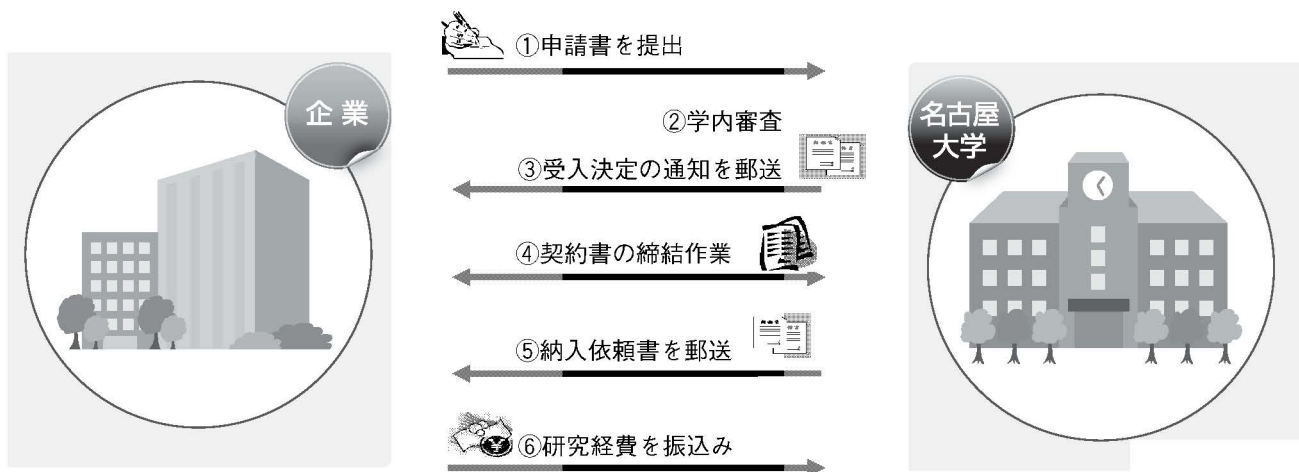 企業
①申請書を提出
②学内審査
③受入決定の通知を郵送
④契約書の締結作業
⑤納入依頼書を郵送
⑥研究経費を振込み
名古屋
大学